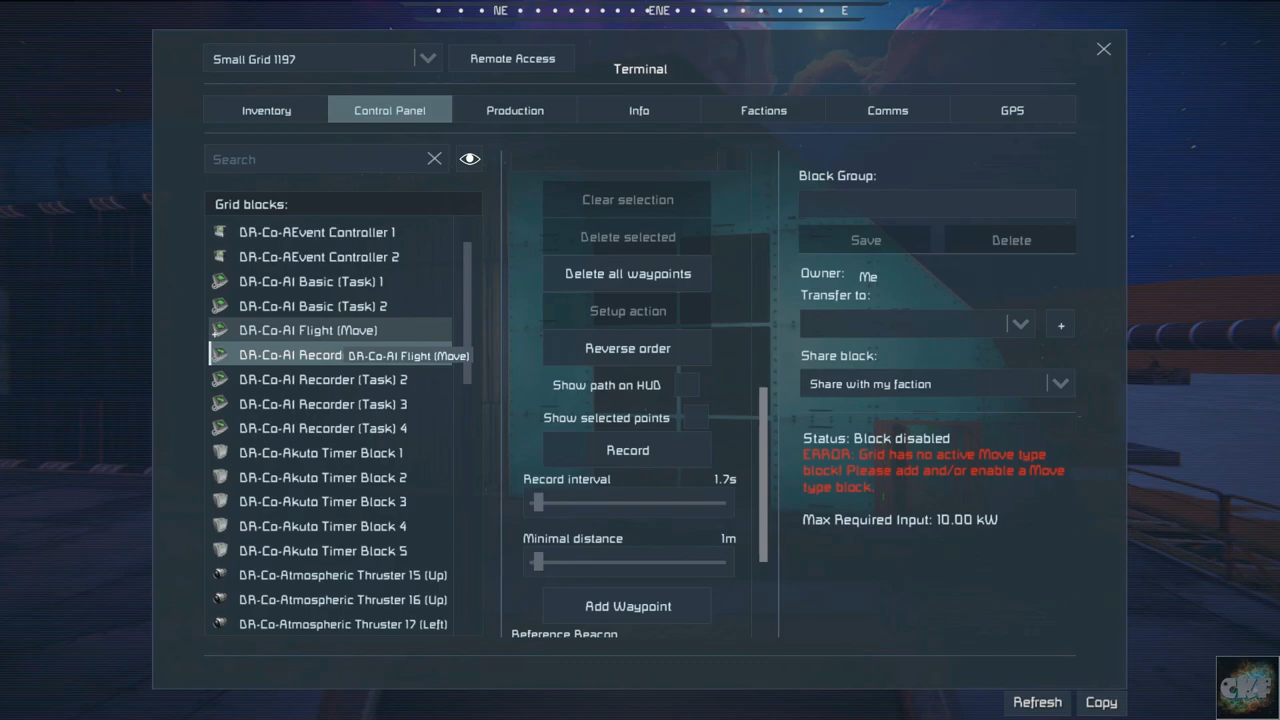 NE ENE E
Small Grid 1197
Remote Access
Terminal
Inventory
Control Panel
Production
Info
Factions
Comms
GPS
Search
Grid blocks:
DR-Co-AEvent Controller 1
DR-Co-AEvent Controller 2
DR-Co-AI Basic (Task) 1
DR-Co-AI Basic (Task) 2
DR-Co-AI Flight (Move)
DR-Co-AI Record
DR-Co-AI Flight (Move)
DR-Co-AI Recorder (Task) 2
DR-Co-AI Recorder (Task) 3
DR-Co-AI Recorder (Task) 4
DR-Co-Akuto Timer Block 1
DR-Co-Akuto Timer Block 2
DR-Co-Akuto Timer Block 3
DR-Co-Akuto Timer Block 4
DR-Co-Akuto Timer Block 5
DR-Co-Atmospheric Thruster 15 (Up)
DR-Co-Atmospheric Thruster 16 (Up)
DR-Co-Atmospheric Thruster 17 (Left)
Clear selection
Delete selected
Delete all waypoints
Setup action
Reverse order
Show path on HUD
Show selected points
Record
Record interval 1.7s
Minimal distance 1m
Add Waypoint
Reference Beacon
Block Group:
Save
Delete
Owner: Me
Transfer to:
+
Share block:
Share with my faction
Status: Block disabled
ERROR: Grid has no active Move type
block! Please add and/or enable a Move
type block.
Max Required Input: 10.00 kW
Refresh
Copy